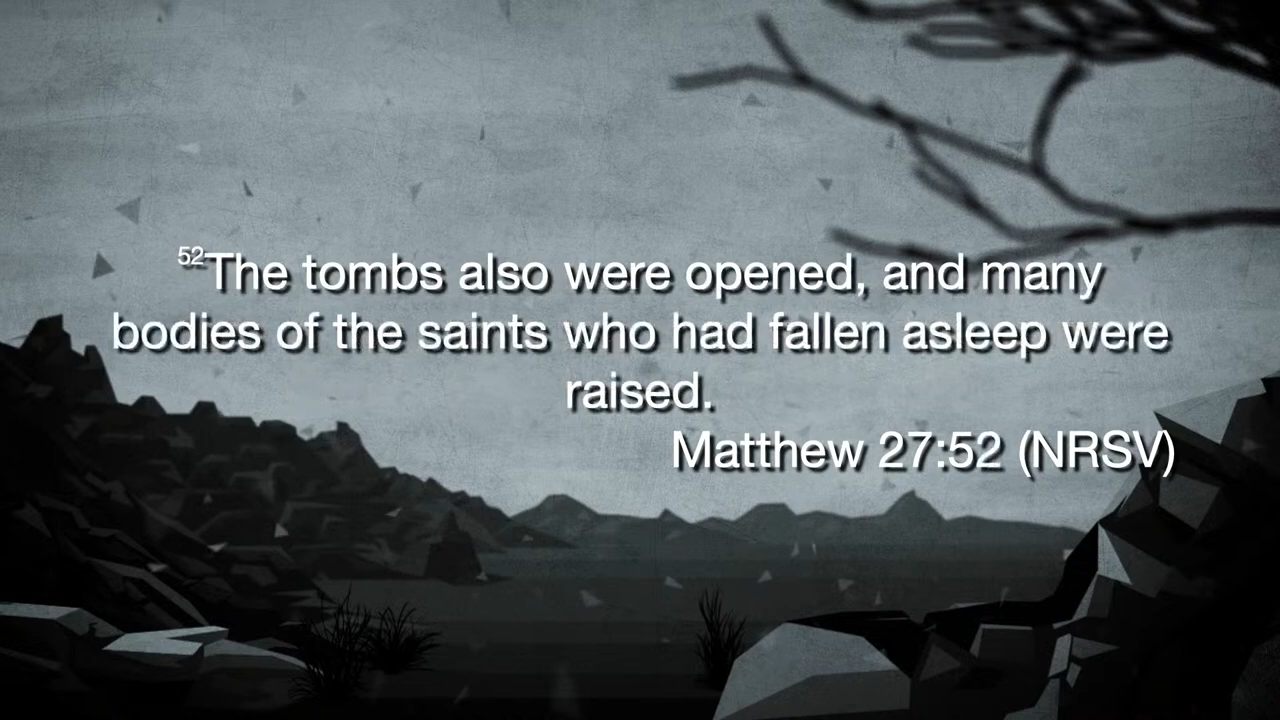 52The tombs also were opened, and many
bodies of the saints who had fallen asleep were
raised.
Matthew 27:52 (NRSV)